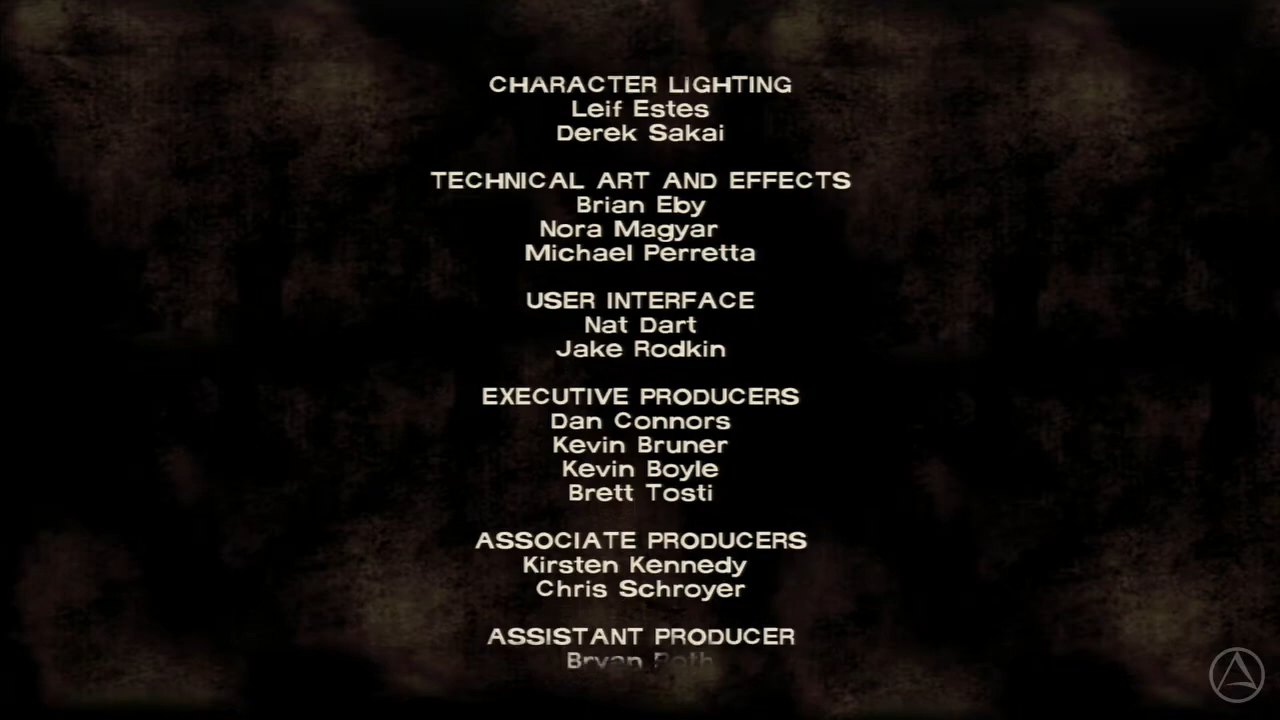 CHARACTER LIGHTING
Leif Estes
Derek Sakai
TECHNICAL ART AND EFFECTS
Brian Eby
Nora Magyar
Michael Perretta
USER INTERFACE
Nat Dart
Jake Rodkin
EXECUTIVE PRODUCERS
Dan Connors
Kevin Bruner
Kevin Boyle
Brett Tosti
ASSOCIATE PRODUCERS
Kirsten Kennedy
Chris Schroyer
ASSISTANT PRODUCER
Bryan Roth